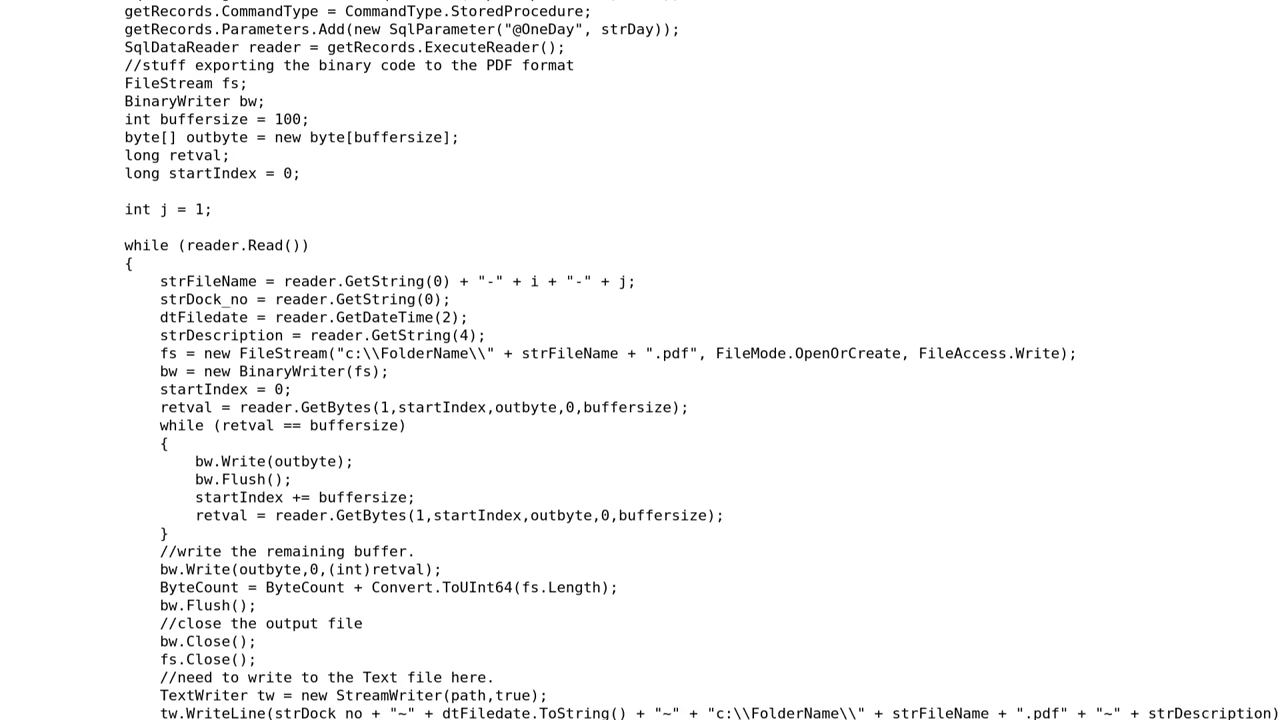 getRecords.CommandType = CommandType.StoredProcedure;
getRecords.Parameters.Add(new SqlParameter("@OneDay", strDay));
SqlDataReader reader = getRecords.ExecuteReader();
//stuff exporting the binary code to the PDF format
FileStream fs;
BinaryWriter bw;
int buffersize = 100;
byte[] outbyte = new byte[buffersize];
long retval;
long startIndex = 0;

int j = 1;

while (reader.Read())
{
    strFileName = reader.GetString(0) + "-" + i + "-" + j;
    strDock_no = reader.GetString(0);
    dtFiledate = reader.GetDateTime(2);
    strDescription = reader.GetString(4);
    fs = new FileStream("c:\\FolderName\\" + strFileName + ".pdf", FileMode.OpenOrCreate, FileAccess.Write);
    bw = new BinaryWriter(fs);
    startIndex = 0;
    retval = reader.GetBytes(1,startIndex,outbyte,0,buffersize);
    while (retval == buffersize)
    {
        bw.Write(outbyte);
        bw.Flush();
        startIndex += buffersize;
        retval = reader.GetBytes(1,startIndex,outbyte,0,buffersize);
    }
    //write the remaining buffer.
    bw.Write(outbyte,0,(int)retval);
    ByteCount = ByteCount + Convert.ToUInt64(fs.Length);
    bw.Flush();
    //close the output file
    bw.Close();
    fs.Close();
    //need to write to the Text file here.
    TextWriter tw = new StreamWriter(path,true);
    tw.WriteLine(strDock_no + "~" + dtFiledate.ToString() + "~" + "c:\\FolderName\\" + strFileName + ".pdf" + "~" + strDescription)